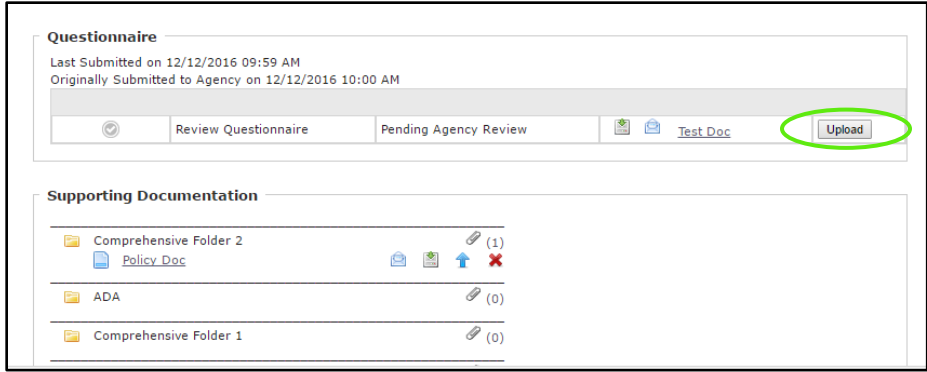 Questionnaire
Last Submitted on 12/12/2016 09:59 AM
Originally Submitted to Agency on 12/12/2016 10:00 AM
Review Questionnaire Pending Agency Review Test Doc Upload
Supporting Documentation
Comprehensive Folder 2 (1)
Policy Doc
ADA (0)
Comprehensive Folder 1 (0)